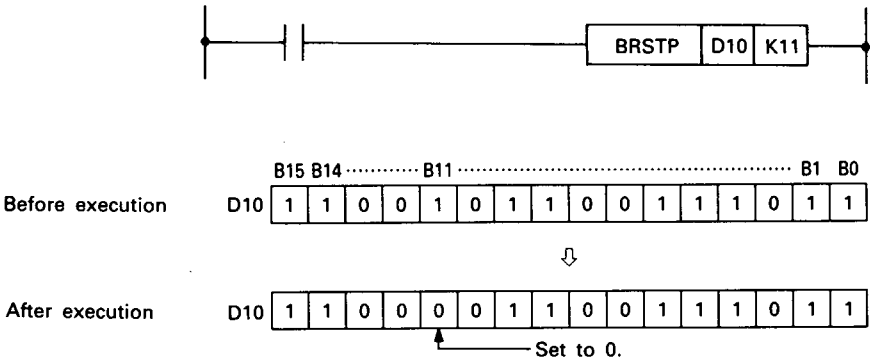 BRSTP D10 K11
B15 B14 ··········· B11 ····················································· B1 B0
Before execution D10 1 1 0 0 1 0 1 1 0 0 1 1 1 0 1 1
After execution D10 1 1 0 0 0 0 1 1 0 0 1 1 1 0 1 1
Set to 0.